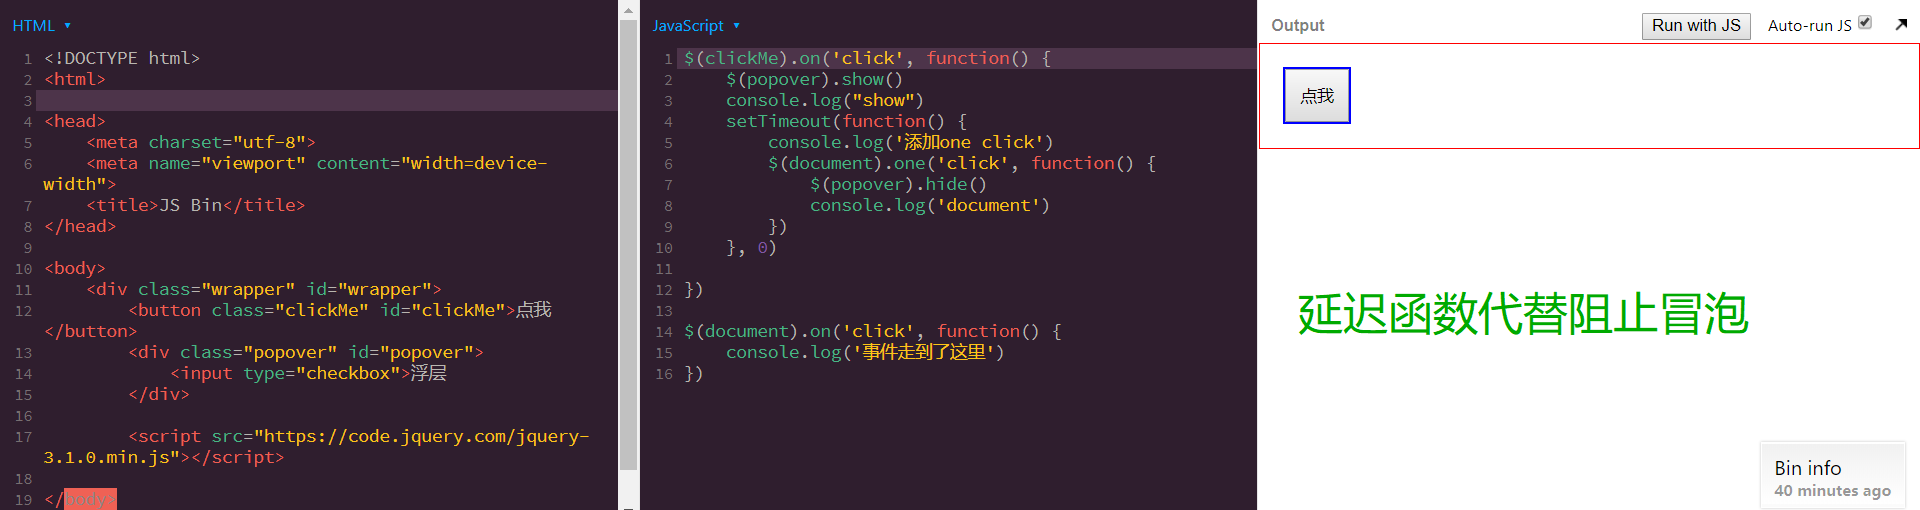 HTML
1 <!DOCTYPE html>
2 <html>
3
4 <head>
5 <meta charset="utf-8">
6 <meta name="viewport" content="width=device-
width">
7 <title>JS Bin</title>
8 </head>
9
10 <body>
11 <div class="wrapper" id="wrapper">
12 <button class="clickMe" id="clickMe">点我
</button>
13 <div class="popover" id="popover">
14 <input type="checkbox">浮层
15 </div>
16
17 <script src="https://code.jquery.com/jquery-
3.1.0.min.js"></script>
18
19 </body>
JavaScript
1 $(clickMe).on('click', function() {
2 $(popover).show()
3 console.log("show")
4 setTimeout(function() {
5 console.log('添加one click')
6 $(document).one('click', function() {
7 $(popover).hide()
8 console.log('document')
9 })
10 }, 0)
11
12 })
13
14 $(document).on('click', function() {
15 console.log('事件走到了这里')
16 })
Output
Run with JS
Auto-run JS
点我
延迟函数代替阻止冒泡
Bin info
40 minutes ago